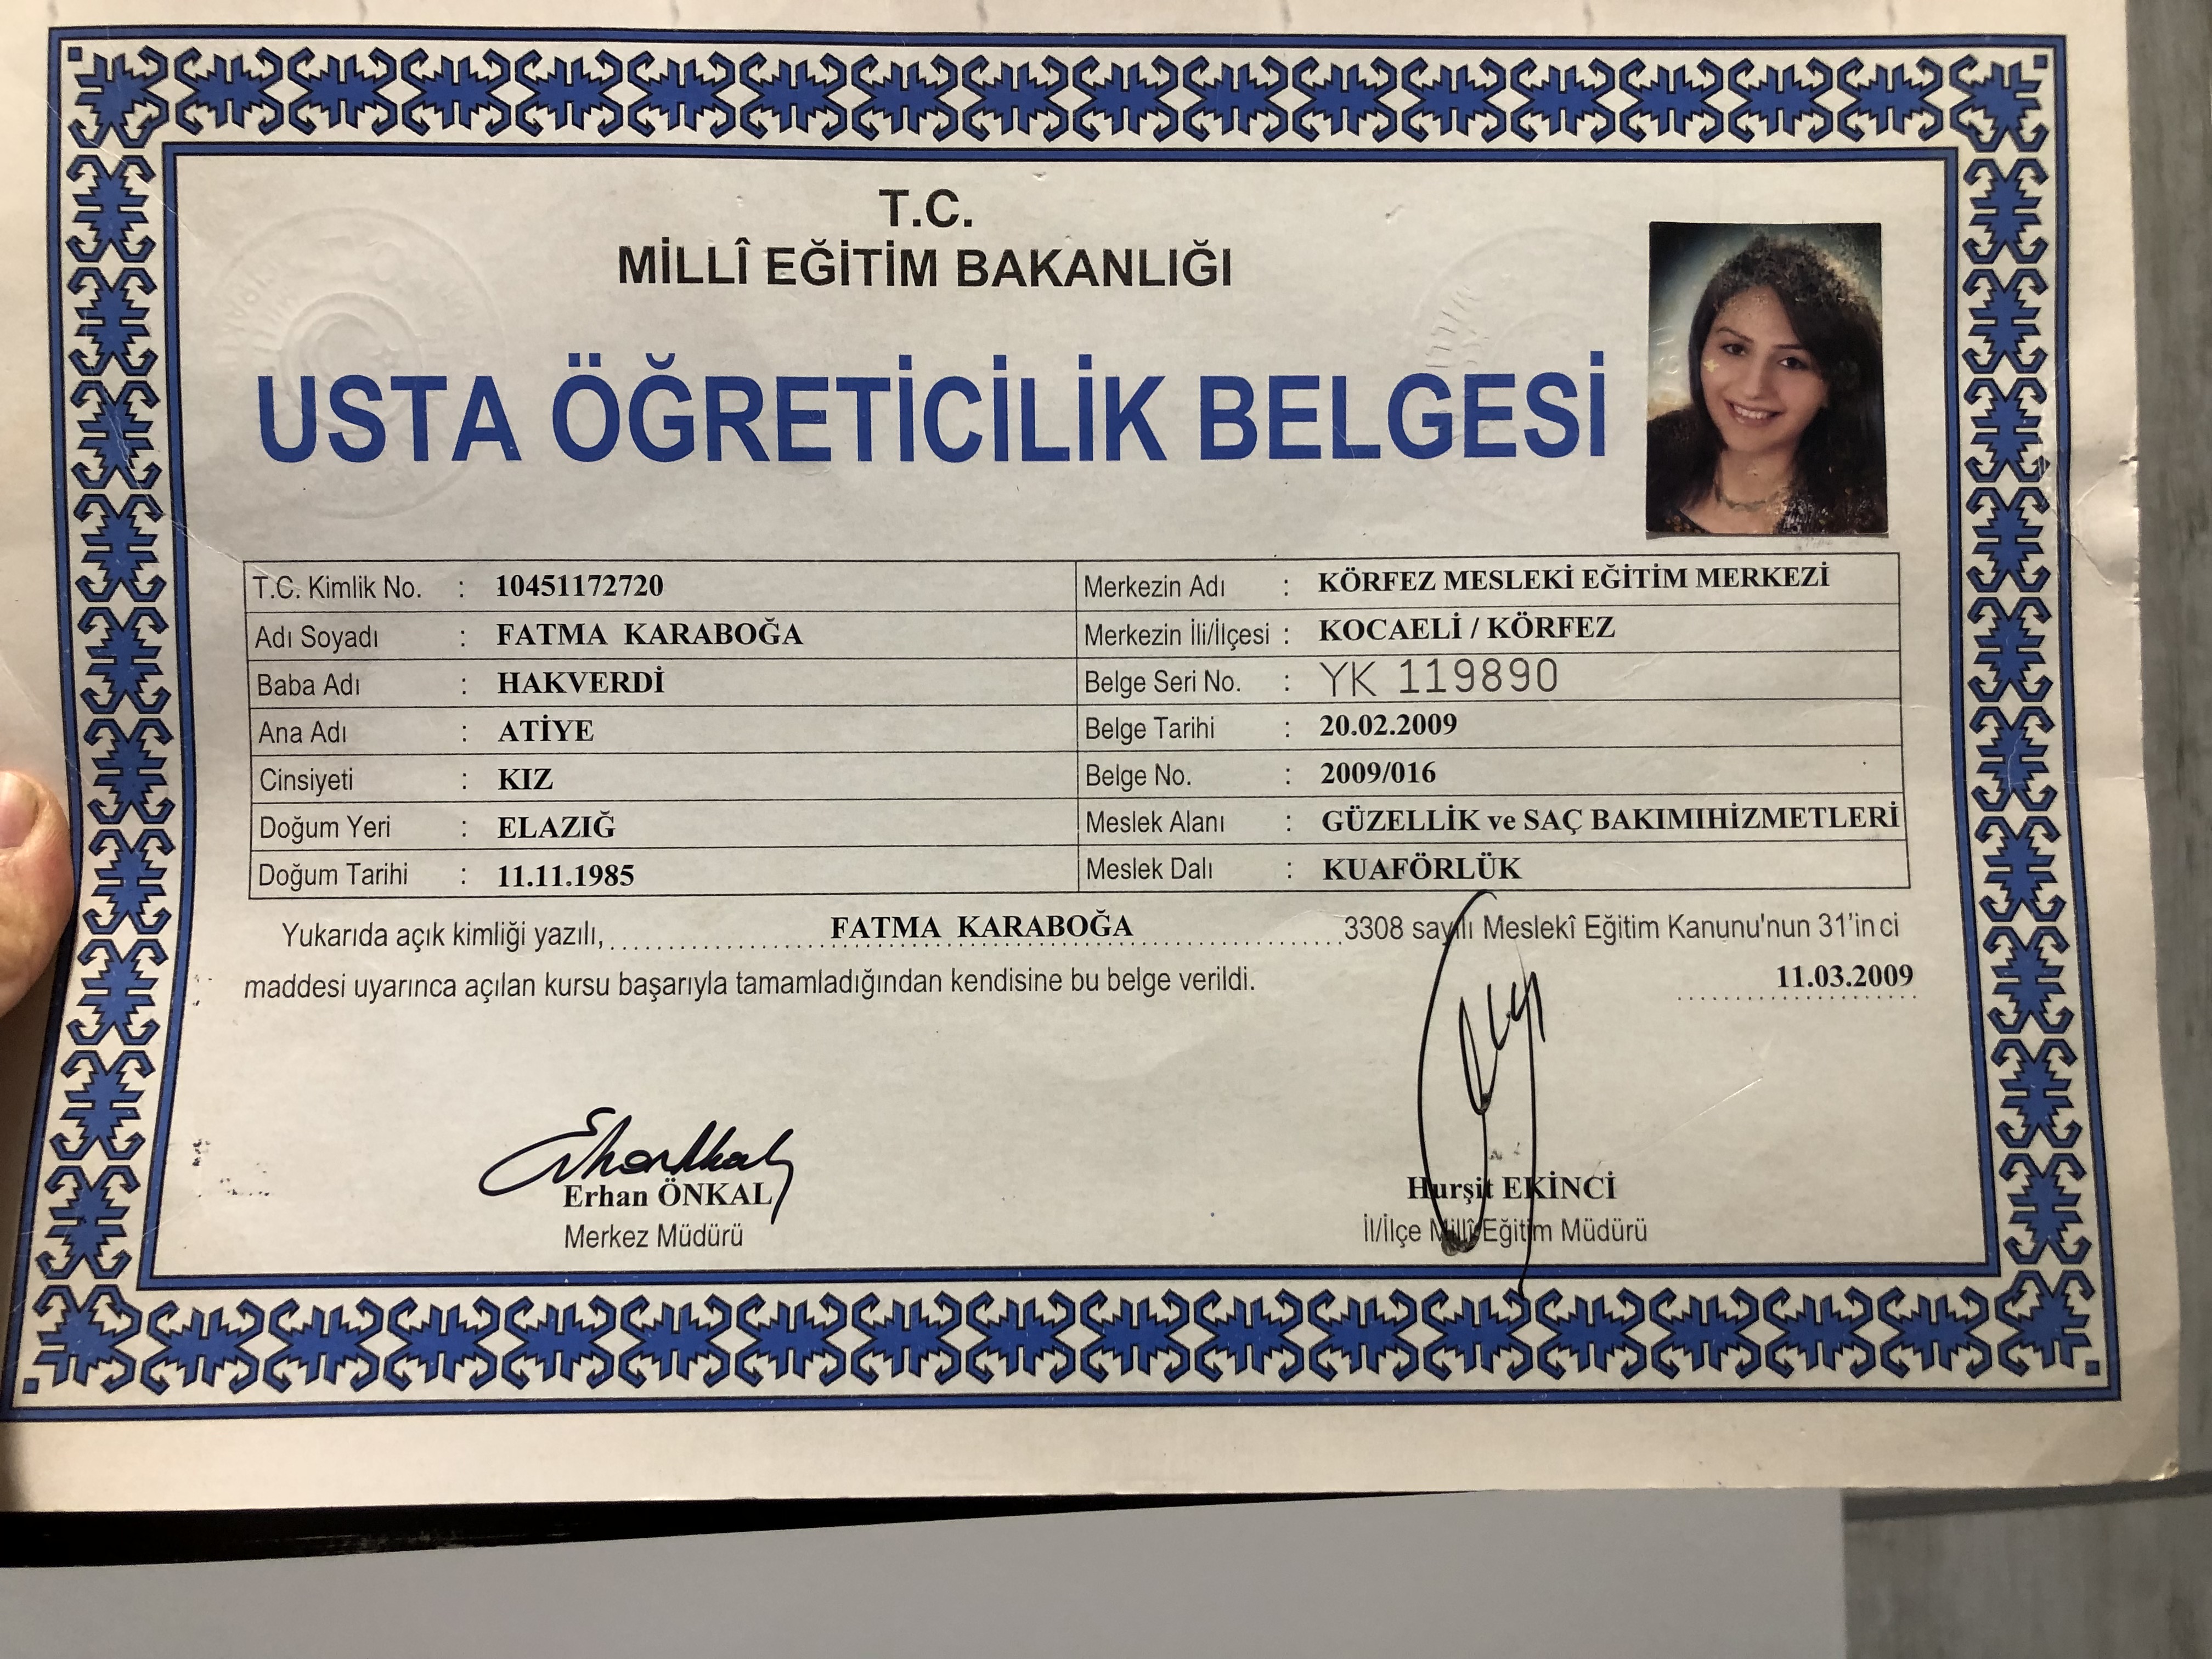 T.C.
MİLLÎ EĞİTİM BAKANLIĞI
USTA ÖĞRETİCİLİK BELGESİ
T.C. Kimlik No. : 10451172720
Adı Soyadı : FATMA KARABOĞA
Baba Adı : HAKVERDİ
Ana Adı : ATİYE
Cinsiyeti : KIZ
Doğum Yeri : ELAZIĞ
Doğum Tarihi : 11.11.1985
Merkezin Adı : KÖRFEZ MESLEKİ EĞİTİM MERKEZİ
Merkezin İli/İlçesi : KOCAELİ / KÖRFEZ
Belge Seri No. : YK 119890
Belge Tarihi : 20.02.2009
Belge No. : 2009/016
Meslek Alanı : GÜZELLİK ve SAÇ BAKIMIHİZMETLERİ
Meslek Dalı : KUAFÖRLÜK
Yukarıda açık kimliği yazılı, FATMA KARABOĞA 3308 sayılı Meslekî Eğitim Kanunu'nun 31'inci
maddesi uyarınca açılan kursu başarıyla tamamladığından kendisine bu belge verildi.
11.03.2009
Erhan ÖNKAL
Merkez Müdürü
Hurşit EKİNCİ
İl/İlçe Millî Eğitim Müdürü